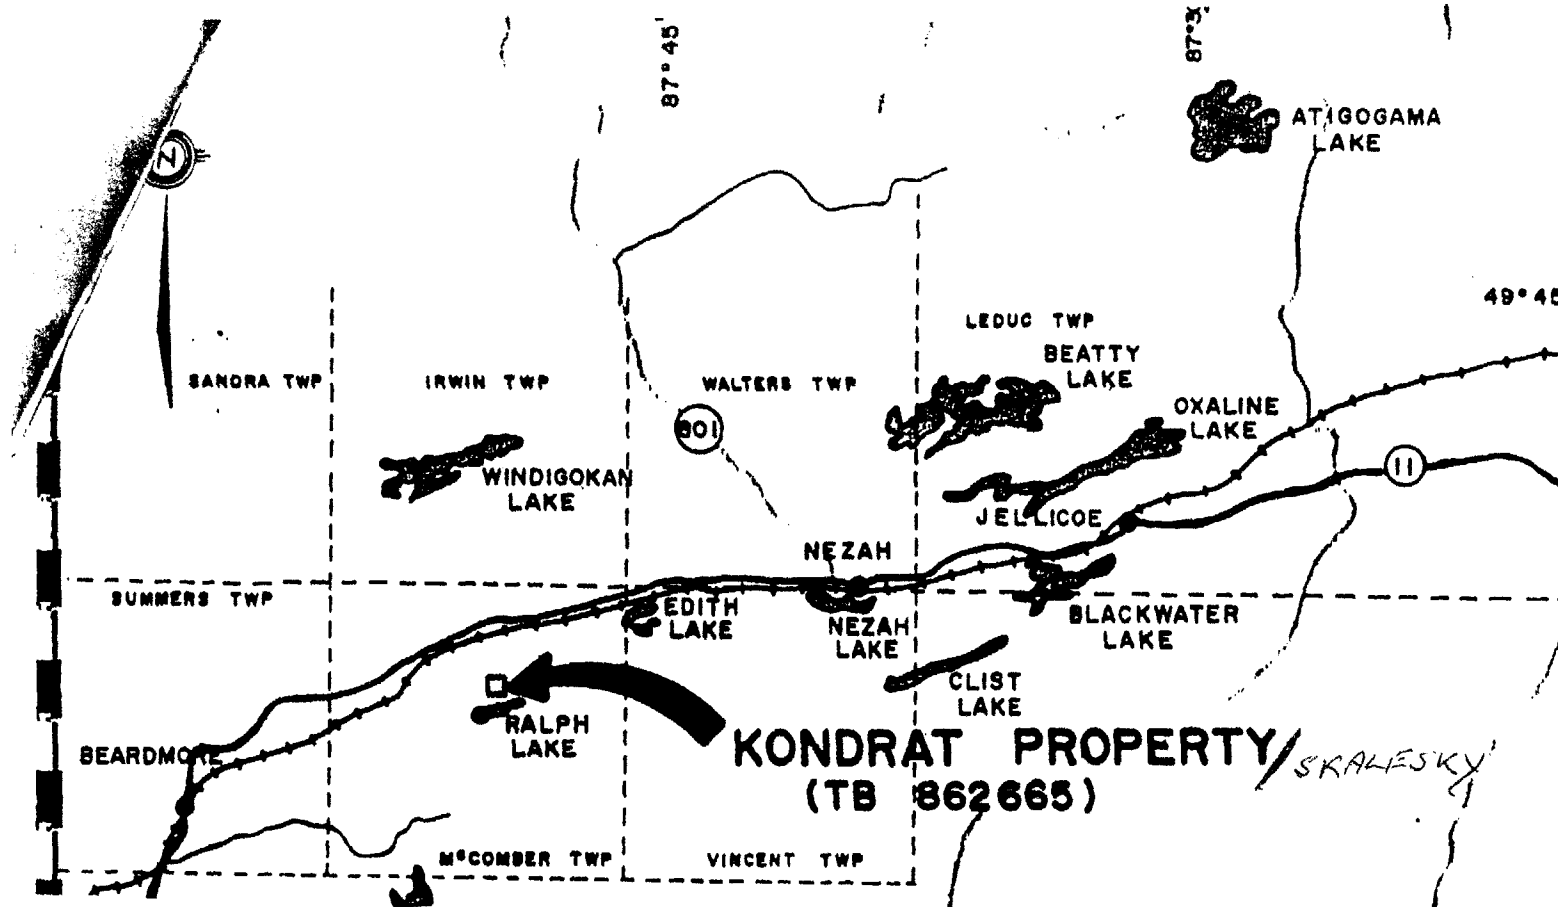 87°45'
87°3
ATIGOGAMA
LAKE
N
49°45
LEDUC TWP
BEATTY
LAKE
SANDRA TWP
IRWIN TWP
WALTERS TWP
OXALINE
LAKE
801
11
WINDIGOKAN
LAKE
JELLICOE
NEZAH
SUMMERS TWP
EDITH
LAKE
NEZAH
LAKE
BLACKWATER
LAKE
CLIST
LAKE
RALPH
LAKE
BEARDMORE
KONDRAT PROPERTY/SKALESKY
(TB 862665)
McCOMBER TWP
VINCENT TWP